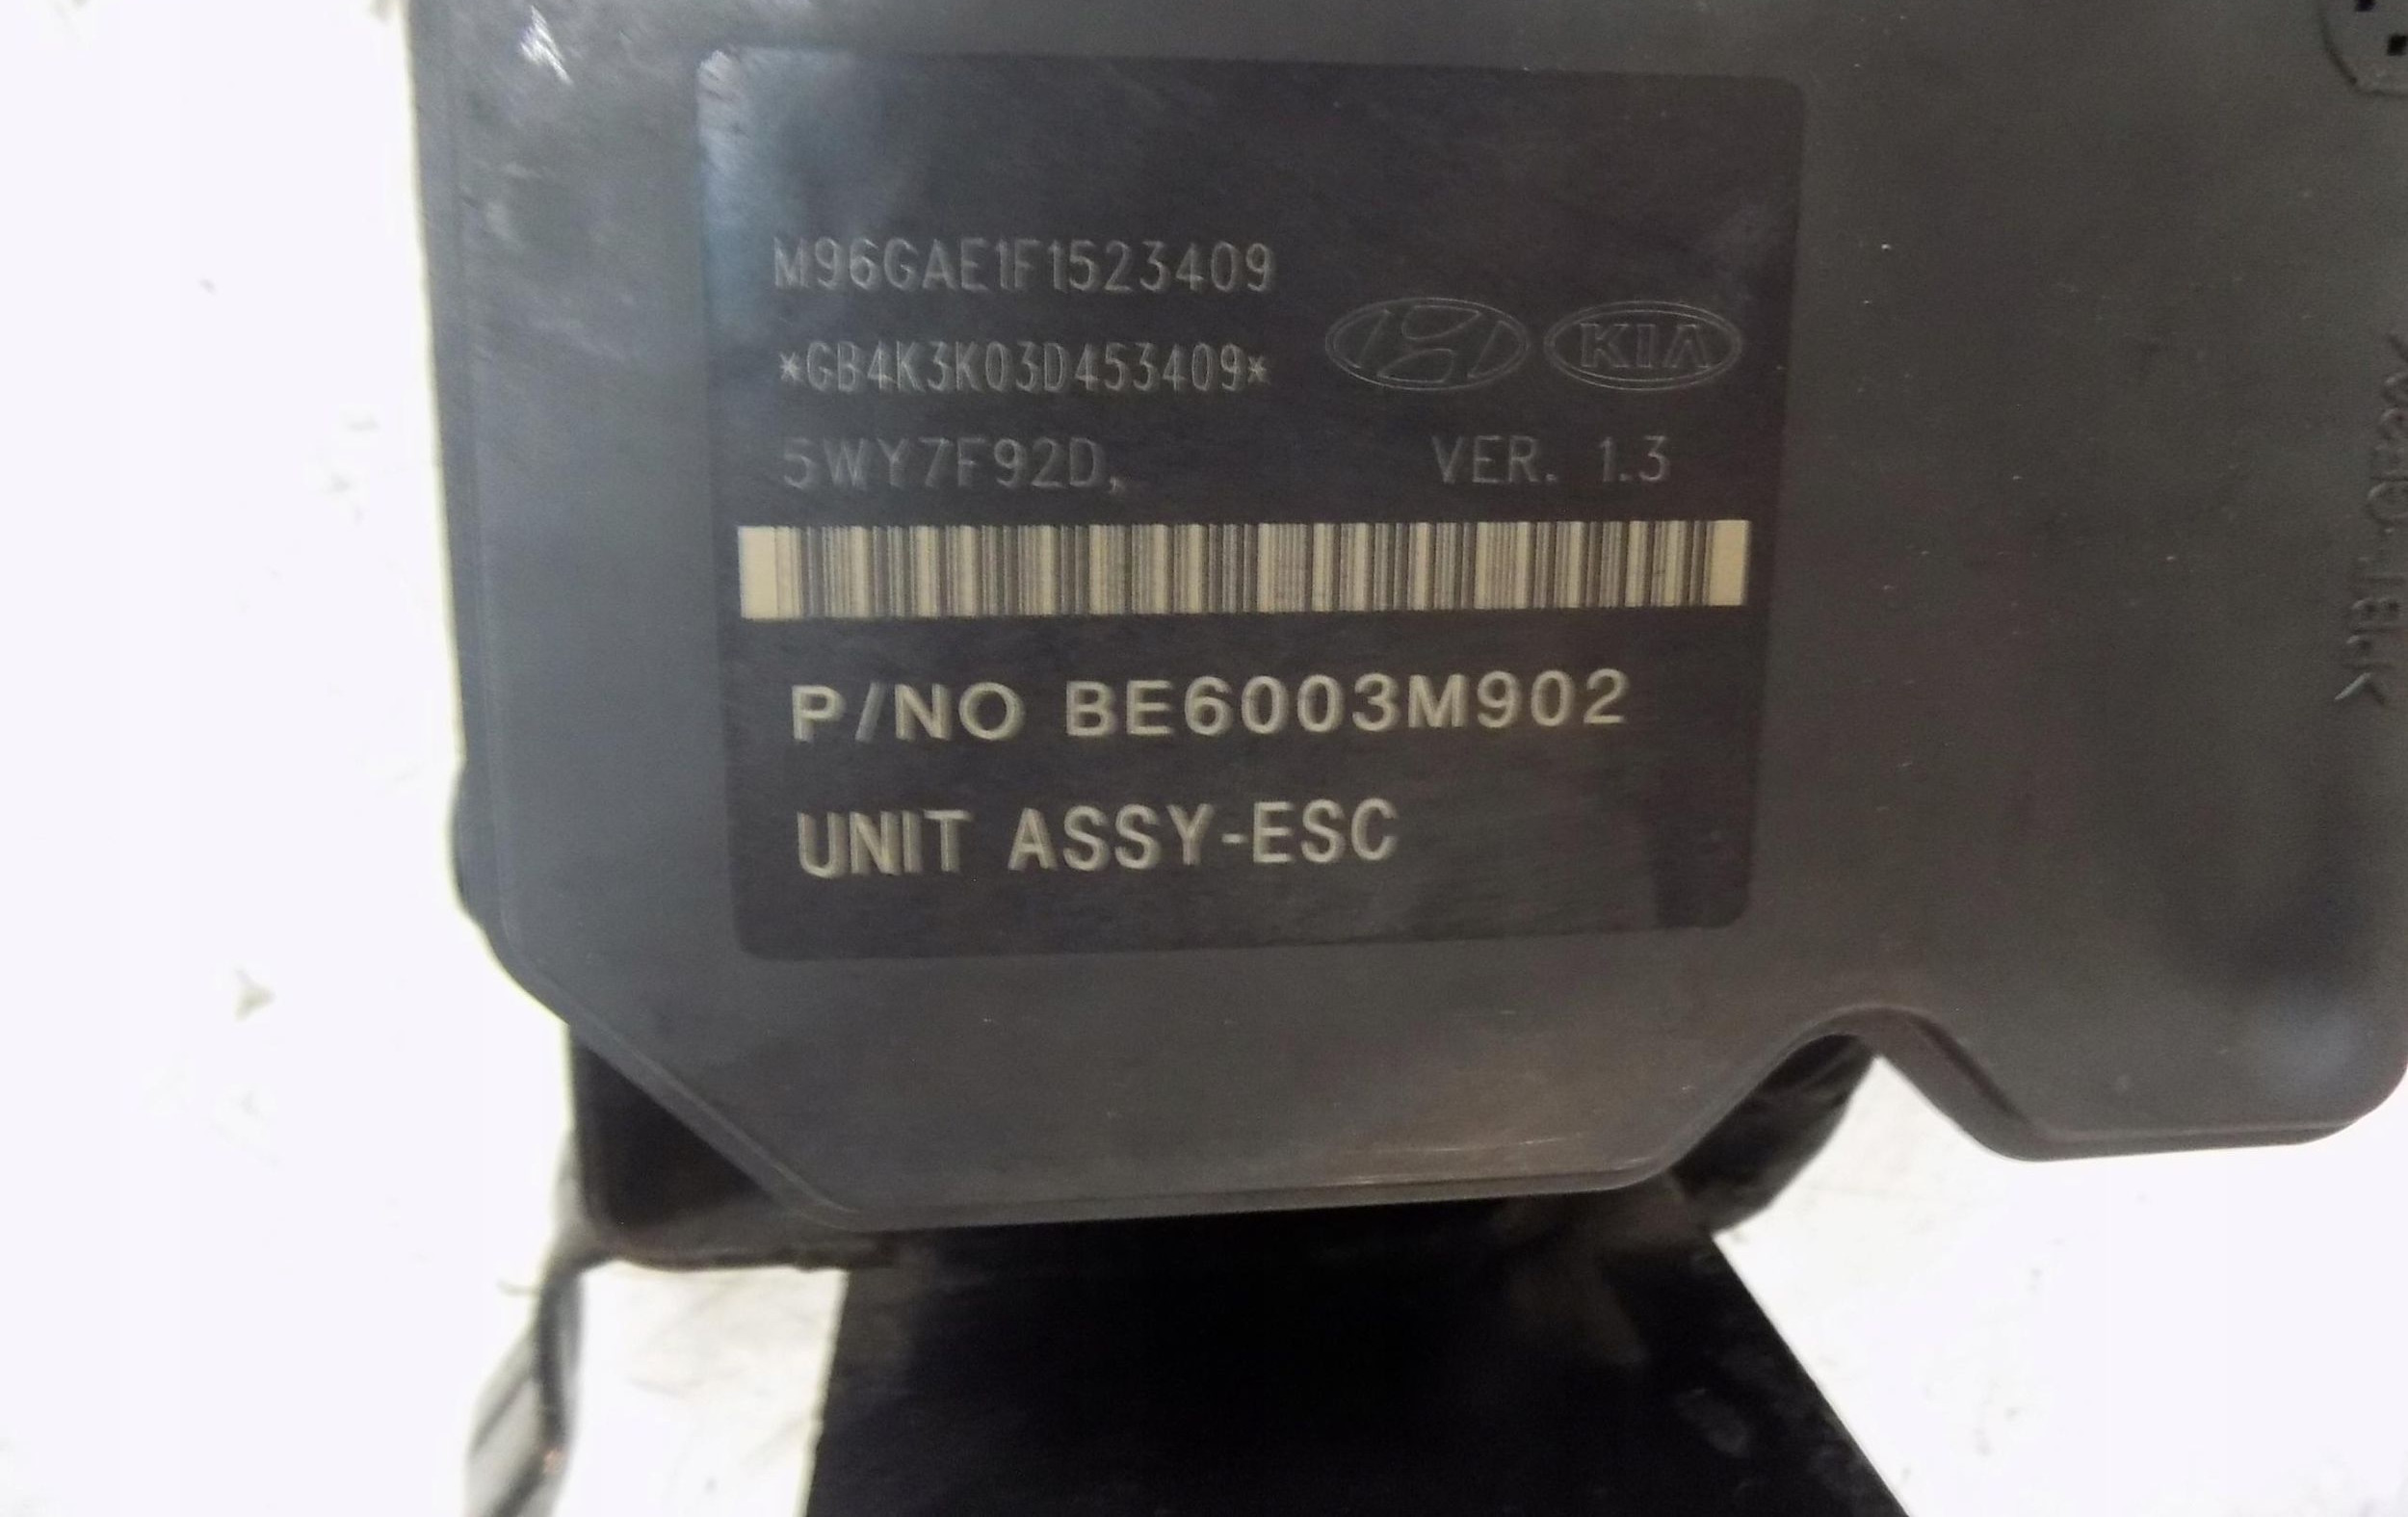 M96GAE1F1523409
*GB4K3K03D453409*
KIA
5WY7F92D, VER. 1.3
P/NO BE6003M902
UNIT ASSY-ESC